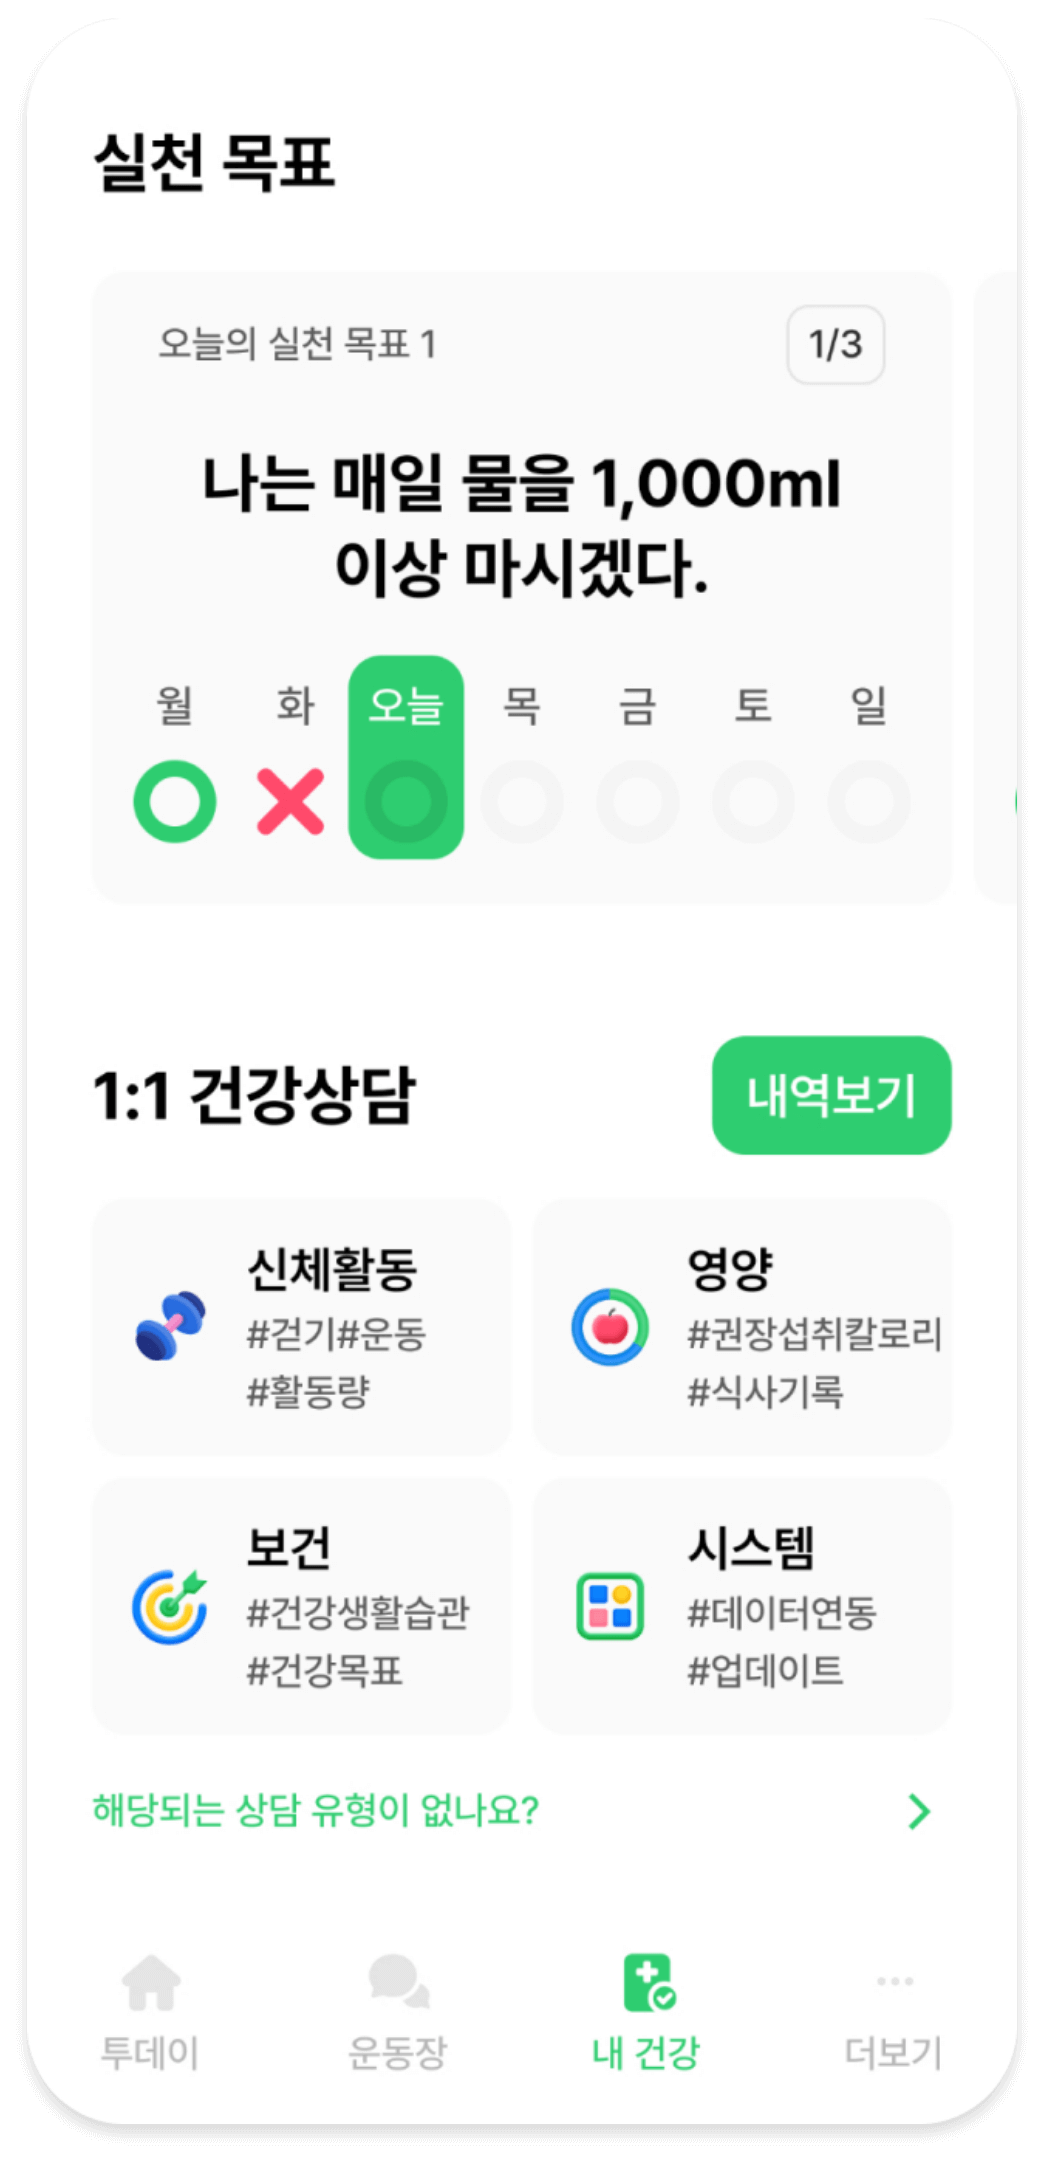 실천 목표
오늘의 실천 목표 1
1/3
나는 매일 물을 1,000ml
이상 마시겠다.
월 화 오늘 목 금 토 일
1:1 건강상담
내역보기
신체활동
#걷기#운동
#활동량
영양
#권장섭취칼로리
#식사기록
보건
#건강생활습관
#건강목표
시스템
#데이터연동
#업데이트
해당되는 상담 유형이 없나요?
투데이 운동장 내 건강 더보기